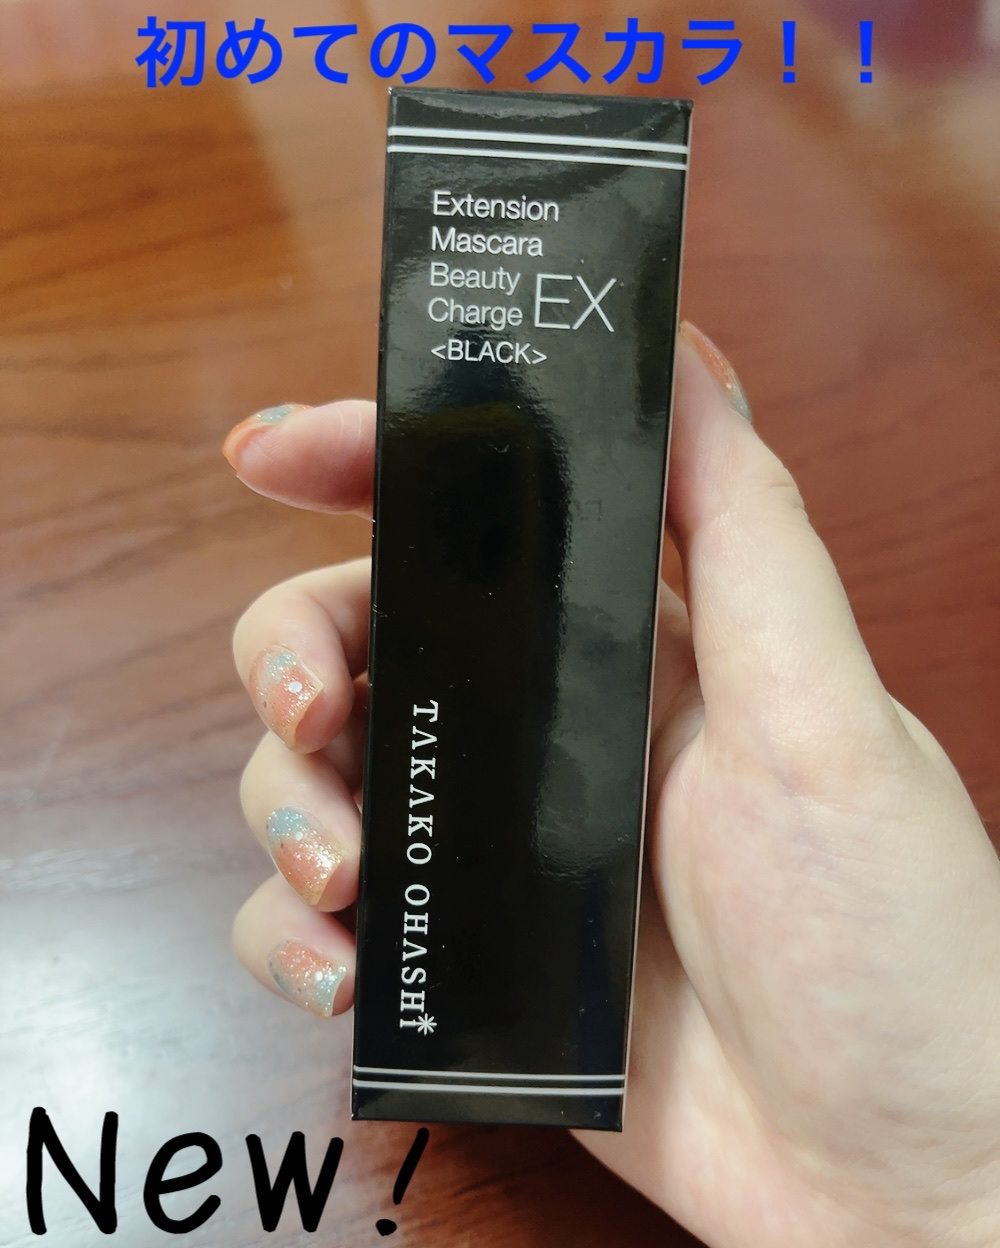 初めてのマスカラ！！
Extension
Mascara
Beauty
Charge EX
<BLACK>
TAKAKO OHASHI
New!